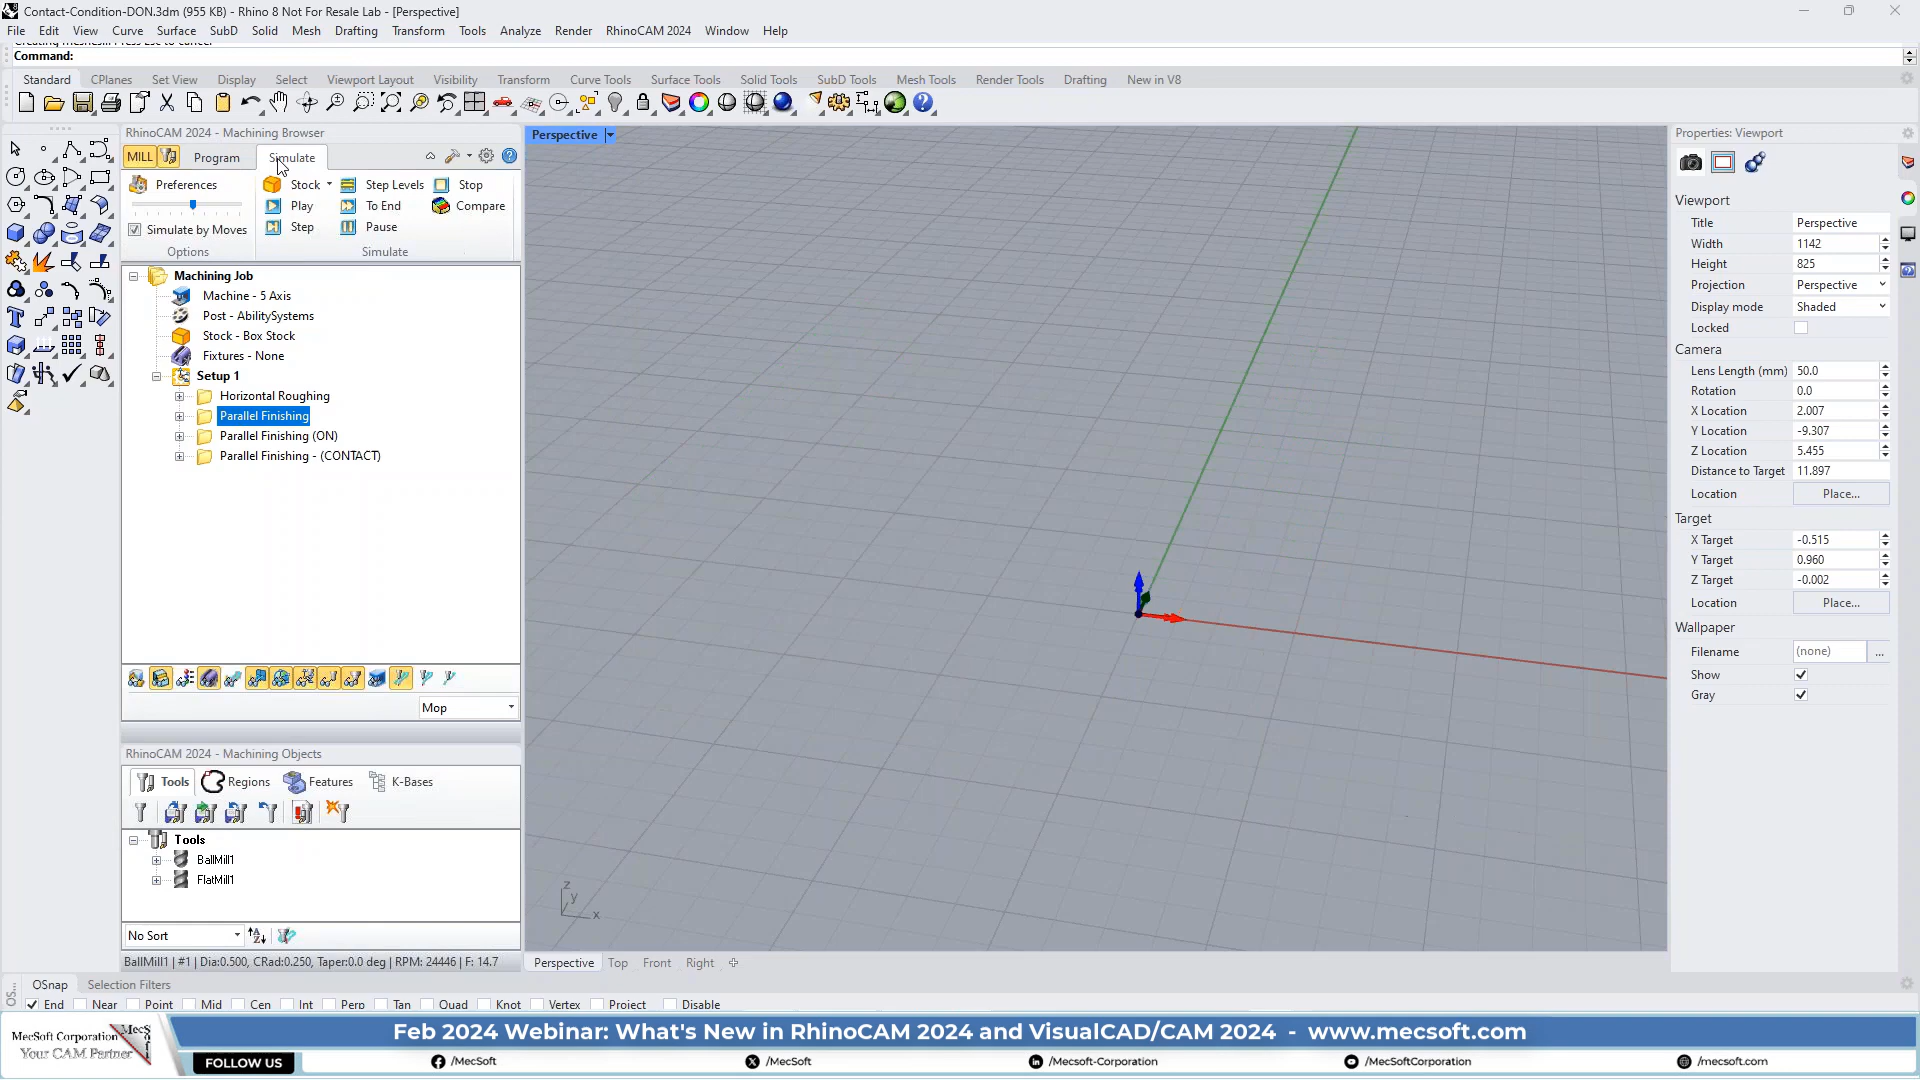 Contact-Condition-DON.3dm (955 KB) - Rhino 8 Not For Resale Lab - [Perspective]
File Edit View Curve Surface SubD Solid Mesh Drafting Transform Tools Analyze Render RhinoCAM 2024 Window Help
Command:
Standard CPlanes Set View Display Select Viewport Layout Visibility Transform Curve Tools Surface Tools Solid Tools SubD Tools Mesh Tools Render Tools Drafting New in V8
RhinoCAM 2024 - Machining Browser
MILL Program Simulate
Preferences Stock Step Levels Stop
Play To End Compare
Simulate by Moves Step Pause
Options Simulate
Machining Job
Machine - 5 Axis
Post - AbilitySystems
Stock - Box Stock
Fixtures - None
Setup 1
Horizontal Roughing
Parallel Finishing
Parallel Finishing (ON)
Parallel Finishing - (CONTACT)
Mop
RhinoCAM 2024 - Machining Objects
Tools Regions Features K-Bases
Tools
BallMill1
FlatMill1
No Sort
BallMill1 | #1 | Dia:0.500, CRad:0.250, Taper:0.0 deg | RPM: 24446 | F: 14.7
Perspective
z
y
x
Perspective Top Front Right
Properties: Viewport
Viewport
Title Perspective
Width 1142
Height 825
Projection Perspective
Display mode Shaded
Locked
Camera
Lens Length (mm) 50.0
Rotation 0.0
X Location 2.007
Y Location -9.307
Z Location 5.455
Distance to Target 11.897
Location Place...
Target
X Target -0.515
Y Target 0.960
Z Target -0.002
Location Place...
Wallpaper
Filename (none) ...
Show
Gray
OS...
OSnap Selection Filters
End Near Point Mid Cen Int Perp Tan Quad Knot Vertex Project Disable
MecSoft Corporation
Your CAM Partner
MecSoft
Feb 2024 Webinar: What's New in RhinoCAM 2024 and VisualCAD/CAM 2024 - www.mecsoft.com
FOLLOW US /MecSoft /MecSoft /Mecsoft-Corporation /MecSoftCorporation /mecsoft.com